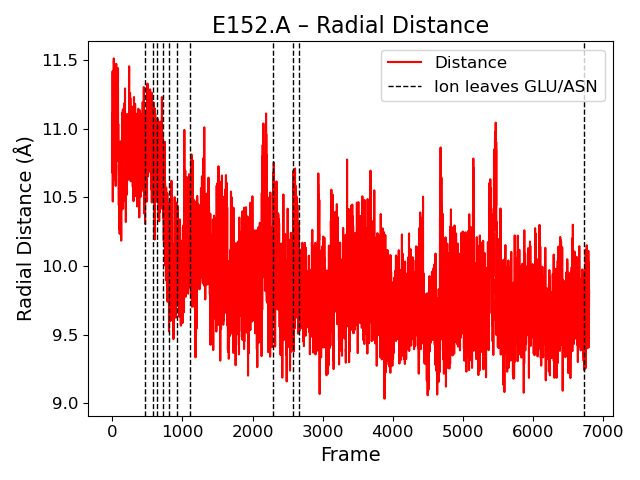 E152.A – Radial Distance
Distance
Ion leaves GLU/ASN
Radial Distance (Å)
11.5
11.0
10.5
10.0
9.5
9.0
0 1000 2000 3000 4000 5000 6000 7000
Frame